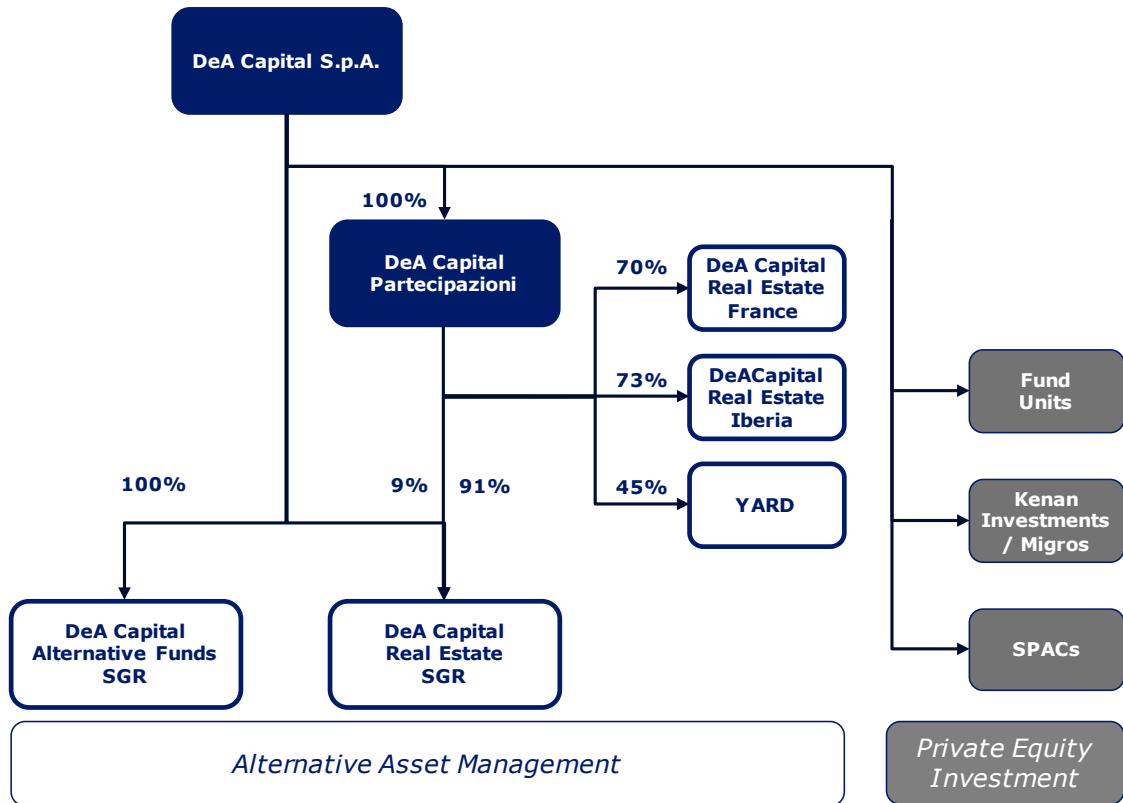 DeA Capital S.p.A.
100%
DeA Capital
Partecipazioni
70%
DeA Capital
Real Estate
France
73%
DeACapital
Real Estate
Iberia
Fund
Units
100%
9%
91%
45%
YARD
Kenan
Investments
/ Migros
DeA Capital
Alternative Funds
SGR
DeA Capital
Real Estate
SGR
SPACs
Alternative Asset Management
Private Equity
Investment